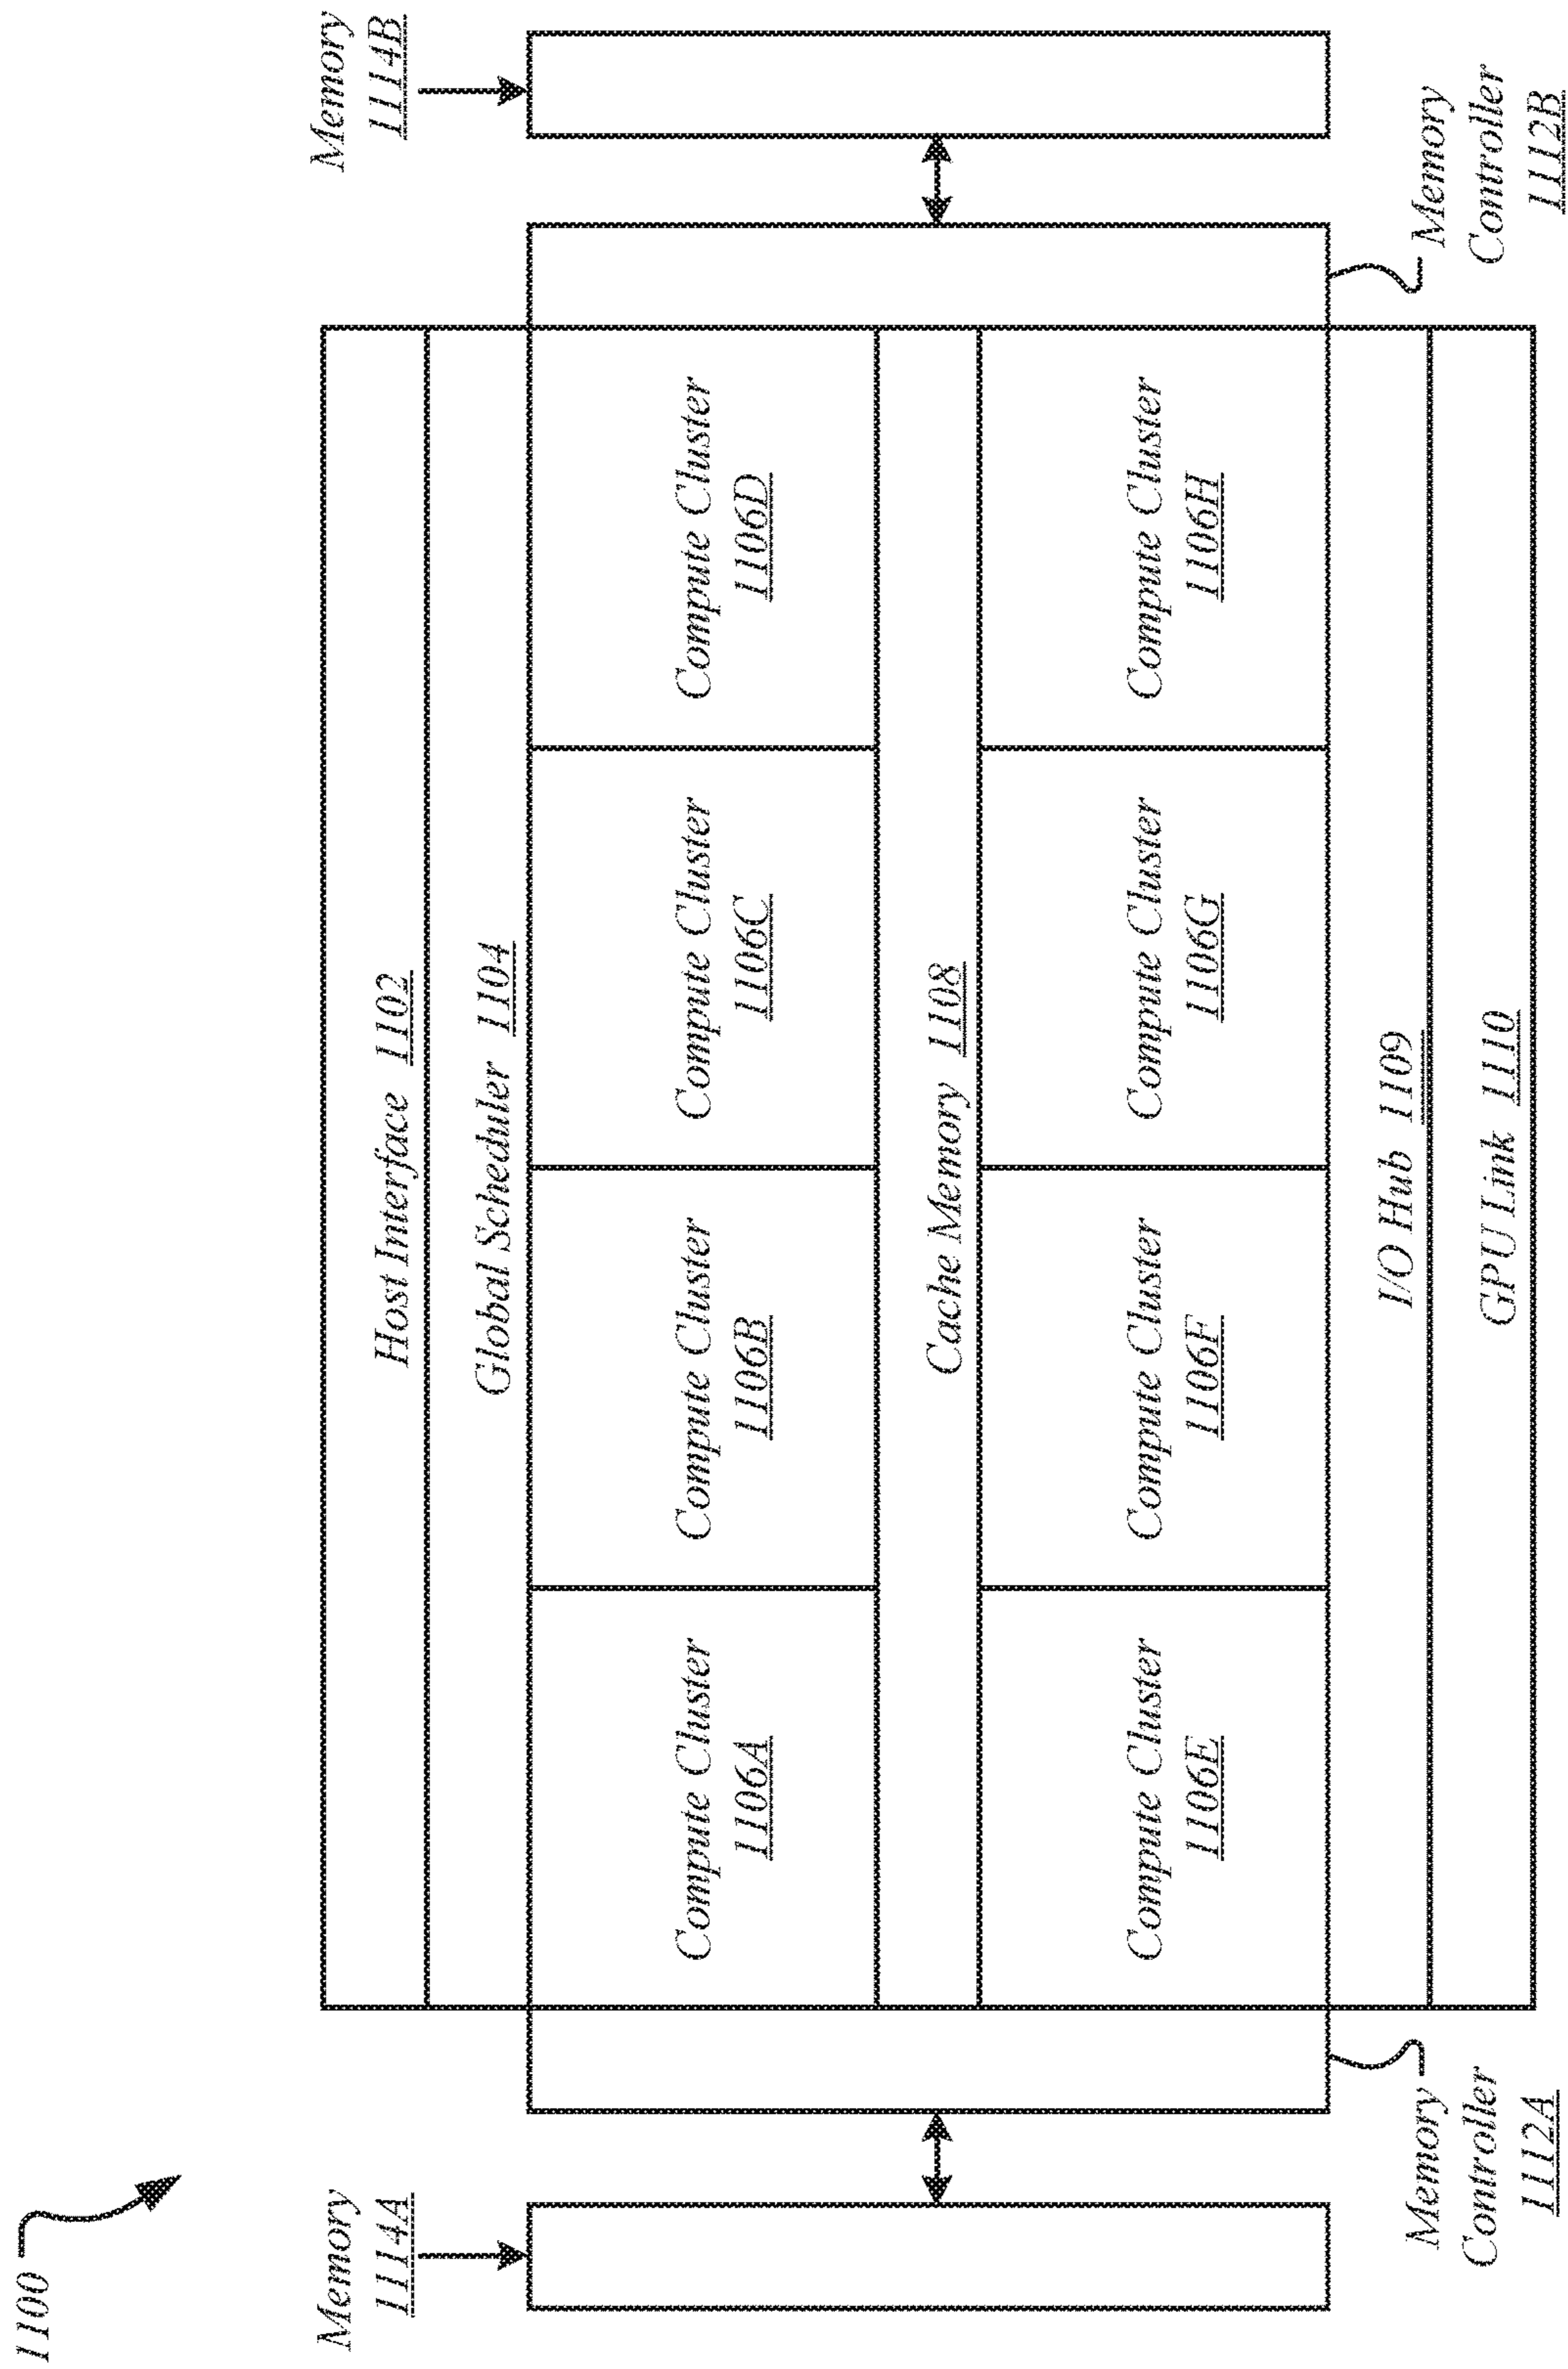 1100
Host Interface 1102
Global Scheduler 1104
Memory
1114A
Memory
1114B
Compute Cluster
1106A
Compute Cluster
1106B
Compute Cluster
1106C
Compute Cluster
1106D
Cache Memory 1108
Compute Cluster
1106E
Compute Cluster
1106F
Compute Cluster
1106G
Compute Cluster
1106H
I/O Hub 1109
Memory
Controller
1112A
GPU Link 1110
Memory
Controller
1112B